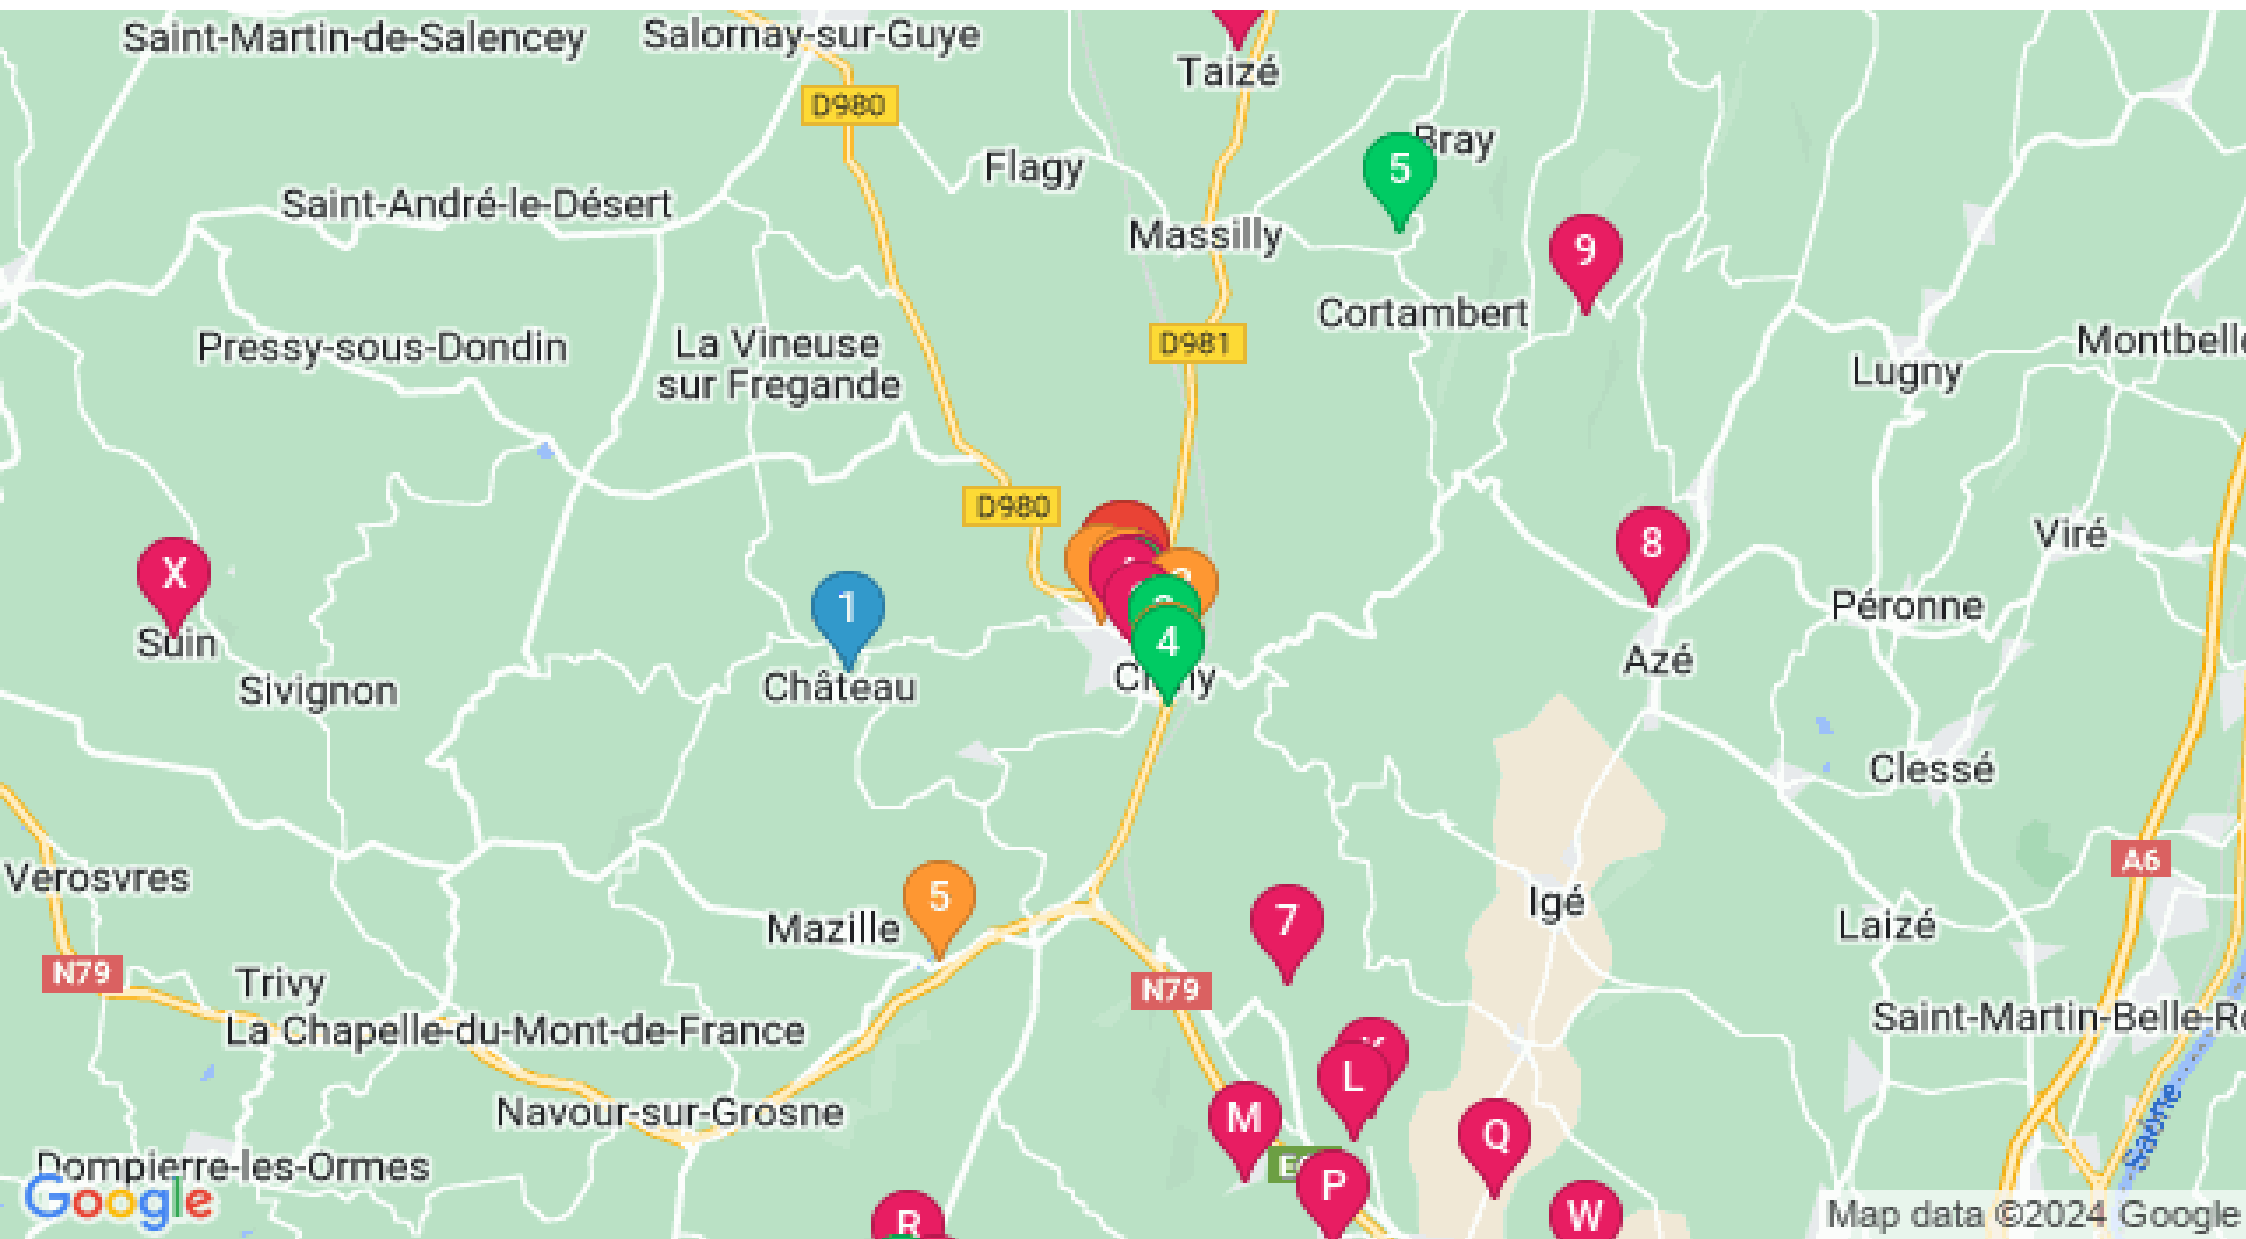 Saint-Martin-de-Salencey
Salornay-sur-Guye
Taizé
D980
Bray
5
Flagy
Saint-André-le-Désert
Massilly
9
Cortambert
Pressy-sous-Dondin
La Vineuse
sur Fregande
D981
Lugny
D980
Viré
8
X
1
Péronne
4
Suin
Azé
Sivignon
Château
Clessé
A6
Verosvres
5
Mazille
7
Igé
Laizé
N79
Trivy
N79
Saint-Martin-Belle-Ro
La Chapelle-du-Mont-de-France
L
Navour-sur-Grosne
M
Q
Saône
Dompierre-les-Ormes
P
Google
R
W
Map data ©2024 Google